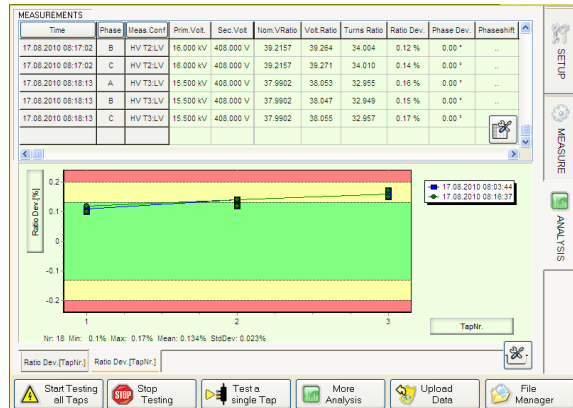 MEASUREMENTS
Time Phase Meas.Conf Prim.Volt. Sec.Volt Nom.VRatio Volt.Ratio Turns Ratio Ratio Dev. Phase Dev. Phaseshift
17.08.2010 08:17:02 B HV T2:LV 16.000 kV 408.000 V 39.2157 39.264 34.004 0.12 % 0.00 ° ..
17.08.2010 08:17:02 C HV T2:LV 16.000 kV 408.000 V 39.2157 39.271 34.010 0.14 % 0.00 ° ..
17.08.2010 08:18:13 A HV T3:LV 15.500 kV 408.000 V 37.9902 38.053 32.955 0.16 % 0.00 ° ..
17.08.2010 08:18:13 B HV T3:LV 15.500 kV 408.000 V 37.9902 38.047 32.949 0.15 % 0.00 ° ..
17.08.2010 08:18:13 C HV T3:LV 15.500 kV 408.000 V 37.9902 38.055 32.957 0.17 % 0.00 ° ..
SETUP
MEASURE
ANALYSIS
Ratio Dev [%]
0.2
0.1
0
-0.1
-0.2
1 2 3
17.08.2010 08:03:44
17.08.2010 08:16:37
TapNr.
Nr: 18 Min: 0.1% Max: 0.17% Mean: 0.134% StdDev: 0.023%
Ratio Dev.[TapNr.] Ratio Dev.[TapNr.]
Start Testing
all Taps
STOP
Stop
Testing
Test a
single Tap
More
Analysis
Upload
Data
File
Manager